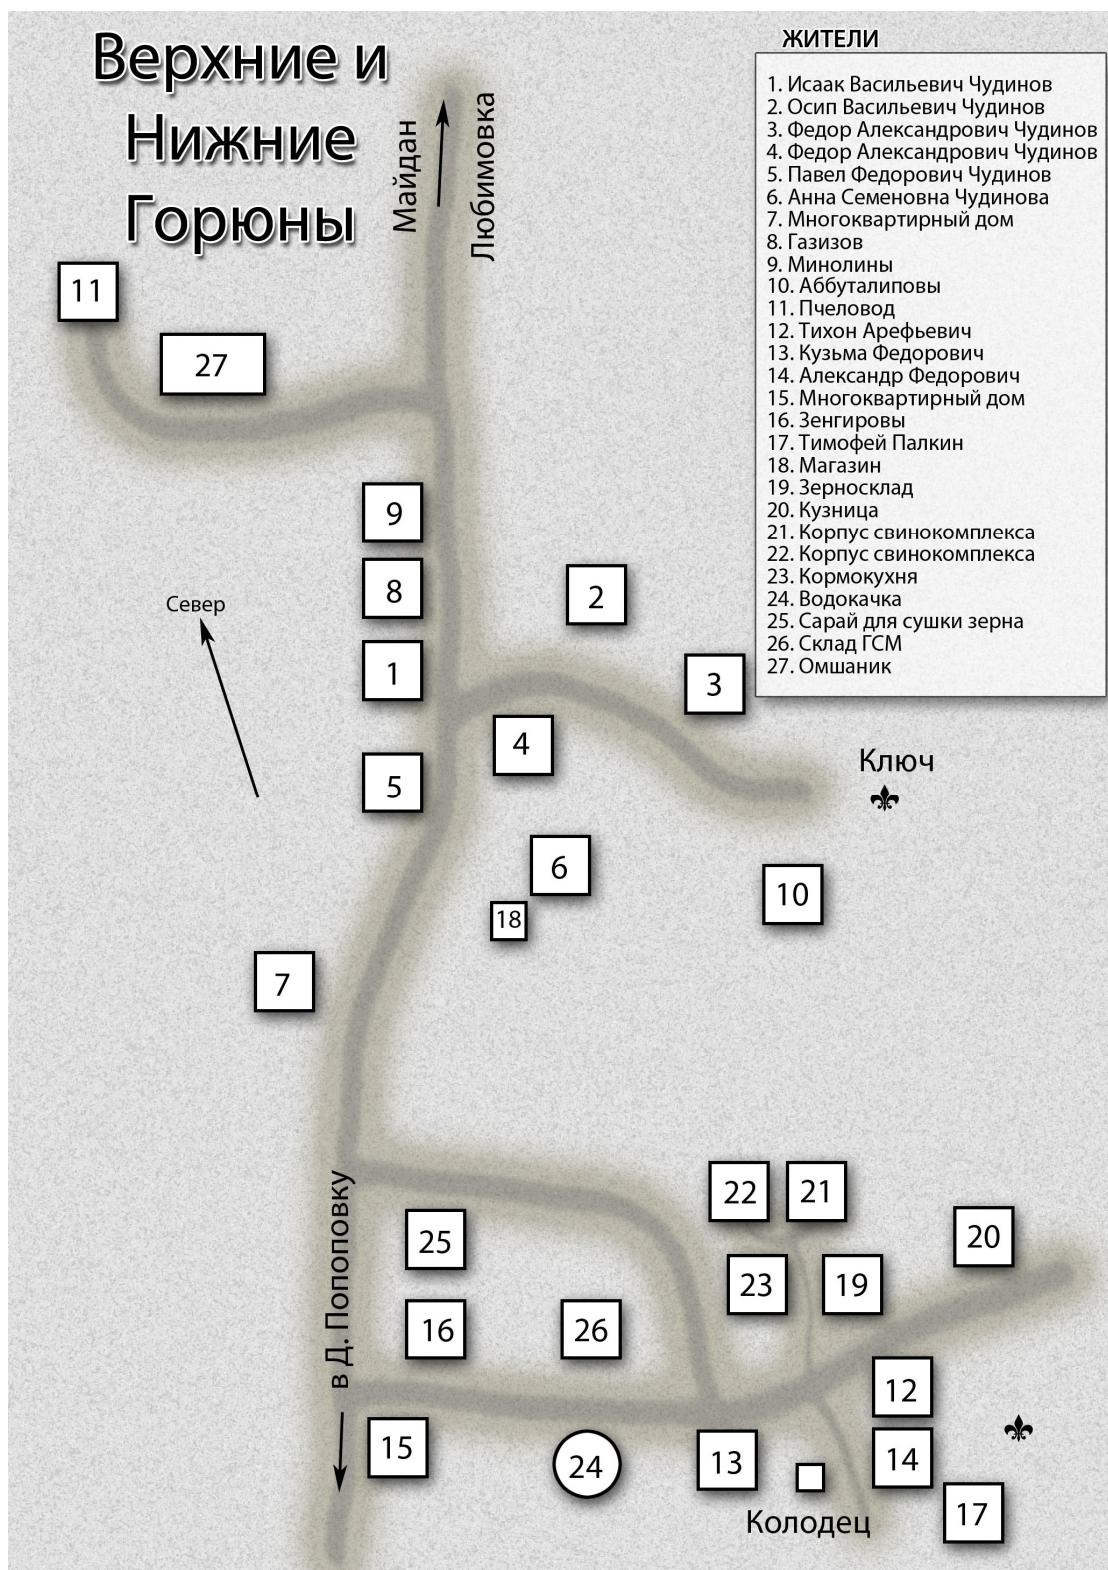 Верхние и
Нижние
Горюны
ЖИТЕЛИ
1. Исаак Васильевич Чудинов
2. Осип Васильевич Чудинов
3. Федор Александрович Чудинов
4. Федор Александрович Чудинов
5. Павел Федорович Чудинов
6. Анна Семеновна Чудинова
7. Многоквартирный дом
8. Газизов
9. Минолины
10. Аббуталиповы
11. Пчеловод
12. Тихон Арефьевич
13. Кузьма Федорович
14. Александр Федорович
15. Многоквартирный дом
16. Зенгировы
17. Тимофей Палкин
18. Магазин
19. Зерносклад
20. Кузница
21. Корпус свинокомплекса
22. Корпус свинокомплекса
23. Кормокухня
24. Водокачка
25. Сарай для сушки зерна
26. Склад ГСМ
27. Омшаник
Майдан
Любимовка
11
27
9
8
2
Север
1
3
4
Ключ
5
6
10
18
7
в Д. Попоповку
22
21
25
20
23
19
16
26
12
15
24
13
14
17
Колодец